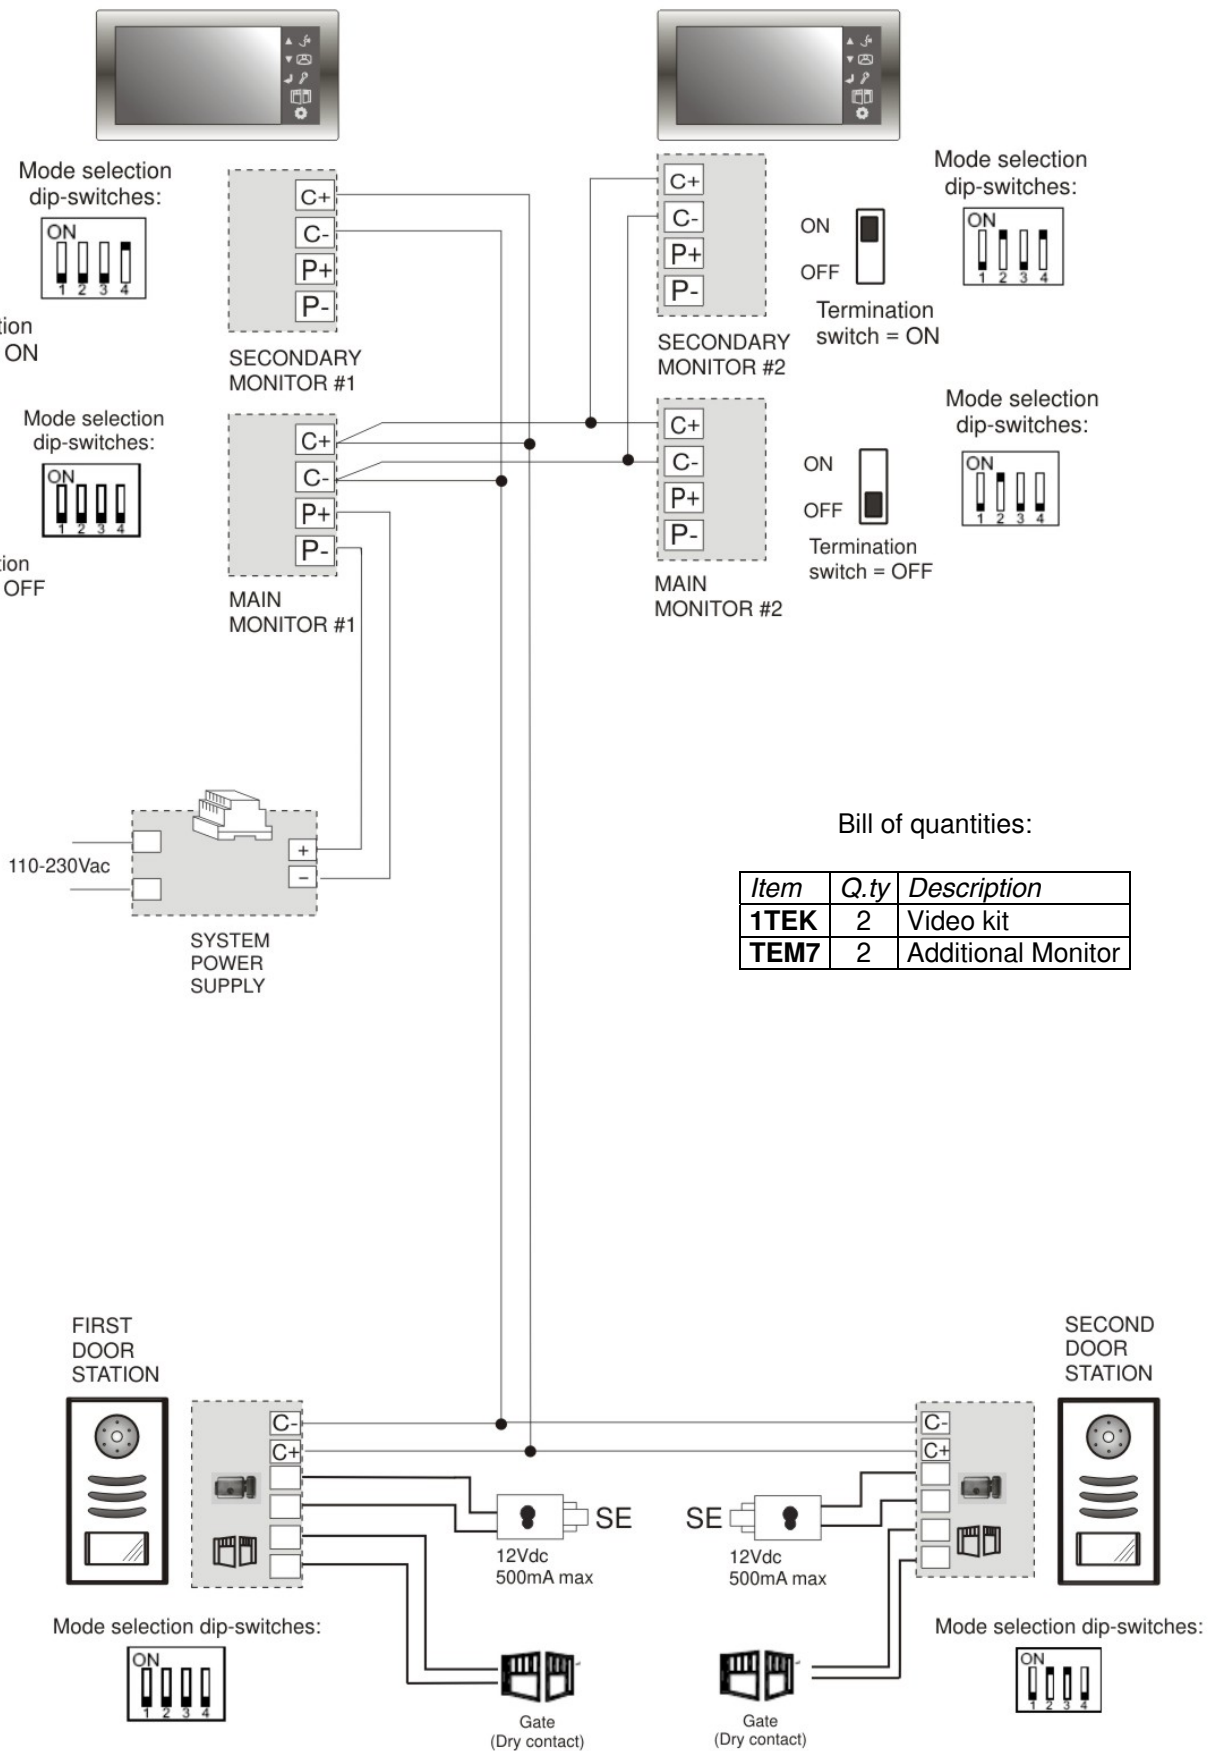 Mode selection
dip-switches:
ON
1 2 3 4
tion
ON
C+
C-
P+
P-
SECONDARY
MONITOR #1
C+
C-
P+
P-
SECONDARY
MONITOR #2
ON
OFF
Termination
switch = ON
Mode selection
dip-switches:
ON
1 2 3 4
Mode selection
dip-switches:
ON
1 2 3 4
tion
OFF
C+
C-
P+
P-
MAIN
MONITOR #1
C+
C-
P+
P-
MAIN
MONITOR #2
ON
OFF
Termination
switch = OFF
Mode selection
dip-switches:
ON
1 2 3 4
110-230Vac
+
−
SYSTEM
POWER
SUPPLY
Bill of quantities:
Item Q.ty Description
1TEK 2 Video kit
TEM7 2 Additional Monitor
FIRST
DOOR
STATION
C-
C+
SE
12Vdc
500mA max
Mode selection dip-switches:
ON
1 2 3 4
Gate
(Dry contact)
SECOND
DOOR
STATION
C-
C+
SE
12Vdc
500mA max
Mode selection dip-switches:
ON
1 2 3 4
Gate
(Dry contact)